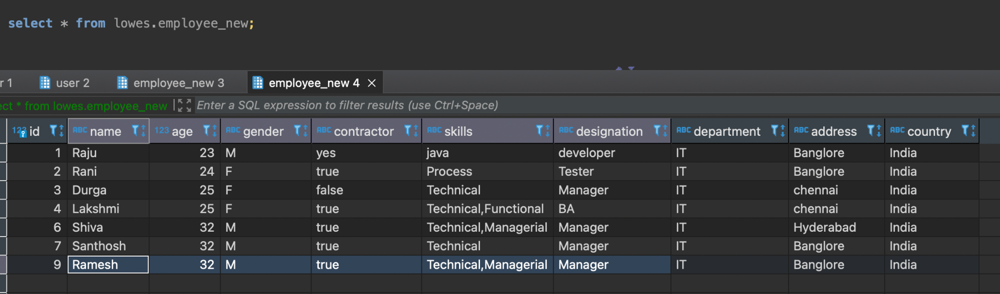 select * from lowes.employee_new;
r 1 user 2 employee_new 3 employee_new 4
ect * from lowes.employee_new Enter a SQL expression to filter results (use Ctrl+Space)
123 id ABC name 123 age ABC gender ABC contractor ABC skills ABC designation ABC department ABC address ABC country
1 Raju 23 M yes java developer IT Banglore India
2 Rani 24 F true Process Tester IT Banglore India
3 Durga 25 F false Technical Manager IT chennai India
4 Lakshmi 25 F true Technical,Functional BA IT chennai India
6 Shiva 32 M true Technical,Managerial Manager IT Hyderabad India
7 Santhosh 32 M true Technical Manager IT Banglore India
9 Ramesh 32 M true Technical,Managerial Manager IT Banglore India